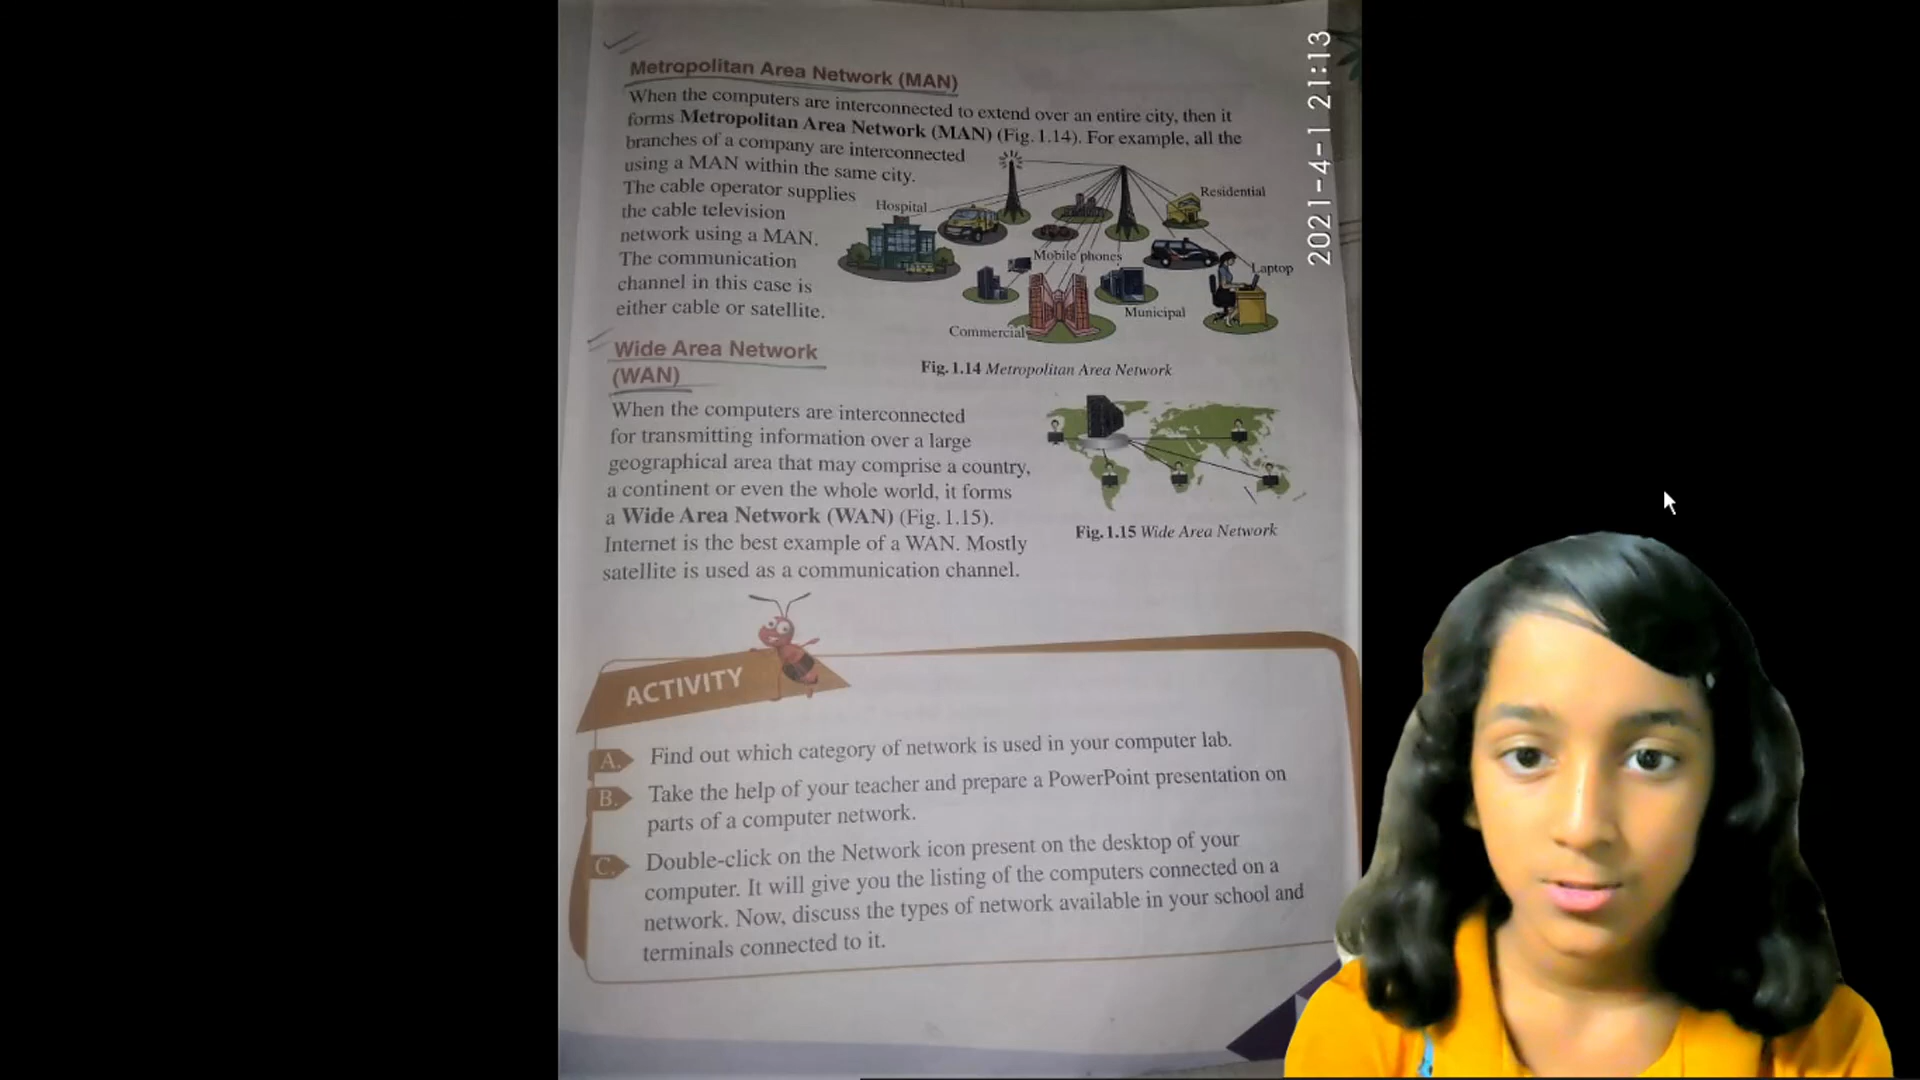 Metropolitan Area Network (MAN)
When the computers are interconnected to extend over an entire city, then it
forms Metropolitan Area Network (MAN) (Fig. 1.14). For example, all the
branches of a company are interconnected
using a MAN within the same city.
The cable operator supplies
the cable television
network using a MAN.
The communication
channel in this case is
either cable or satellite.
Hospital
Residential
Mobile phones
Laptop
Municipal
Commercial
Fig. 1.14 Metropolitan Area Network
Wide Area Network
(WAN)
When the computers are interconnected
for transmitting information over a large
geographical area that may comprise a country,
a continent or even the whole world, it forms
a Wide Area Network (WAN) (Fig. 1.15).
Internet is the best example of a WAN. Mostly
satellite is used as a communication channel.
Fig. 1.15 Wide Area Network
ACTIVITY
A. Find out which category of network is used in your computer lab.
B. Take the help of your teacher and prepare a PowerPoint presentation on
parts of a computer network.
C. Double-click on the Network icon present on the desktop of your
computer. It will give you the listing of the computers connected on a
network. Now, discuss the types of network available in your school and
terminals connected to it.
2021-4-1 21:13